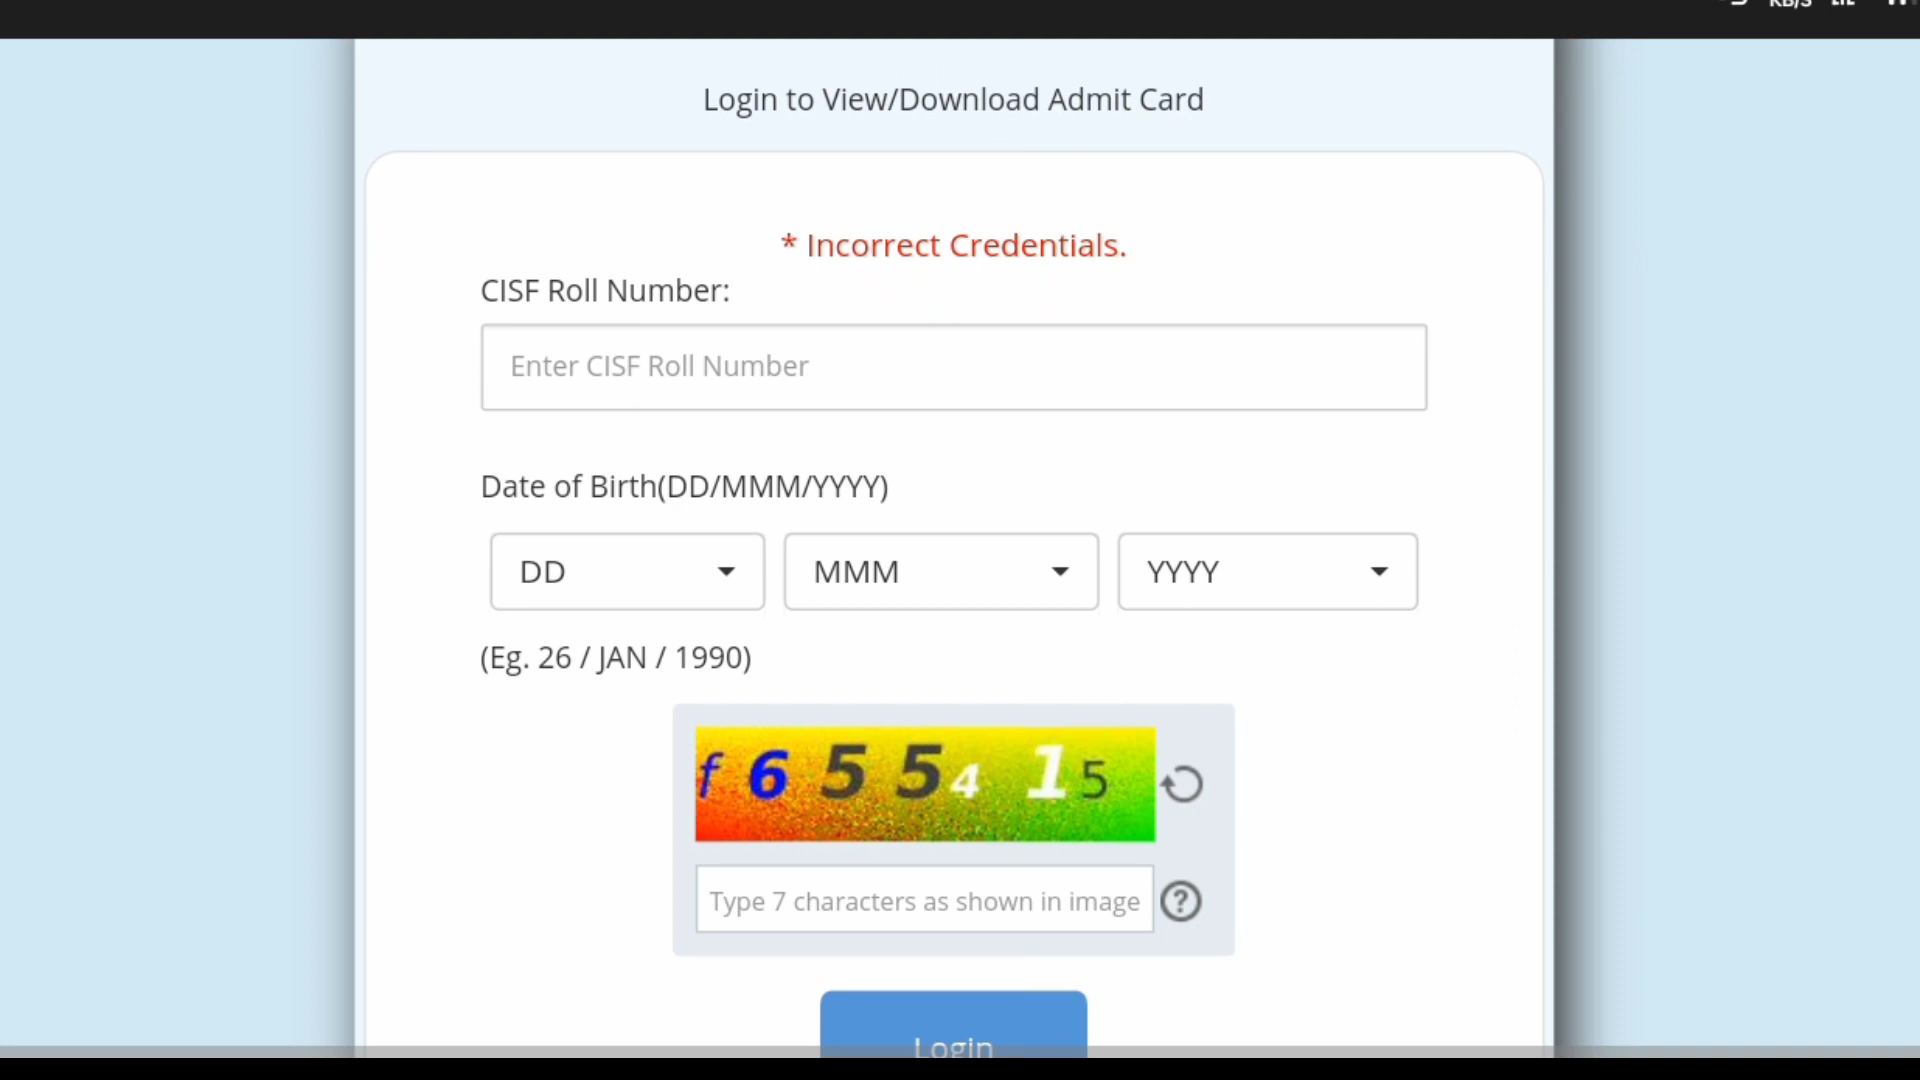 KB/S LTE
Login to View/Download Admit Card
* Incorrect Credentials.
CISF Roll Number:
Enter CISF Roll Number
Date of Birth(DD/MMM/YYYY)
DD MMM YYYY
(Eg. 26 / JAN / 1990)
f 6 5 5 4 1 5
Type 7 characters as shown in image ?
Login